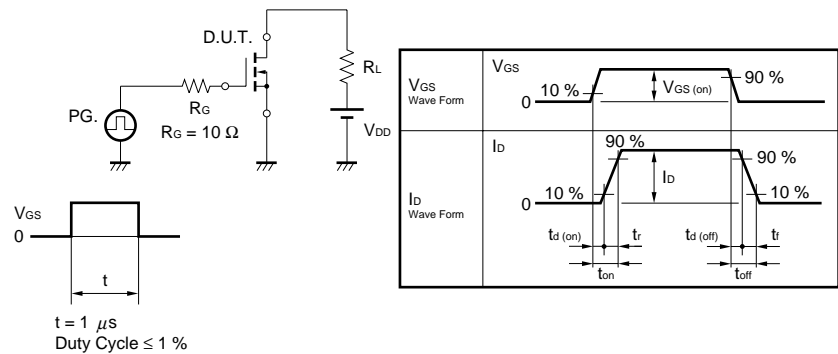 D.U.T.
RL
PG.
RG
RG = 10 Ω
VDD
VGS
0
t
t = 1 μs
Duty Cycle ≤ 1 %
VGS
Wave Form
VGS
10 %
0
VGS (on)
90 %
ID
Wave Form
ID
90 %
90 %
ID
10 %
10 %
0
td (on)
tr
td (off)
tf
ton
toff